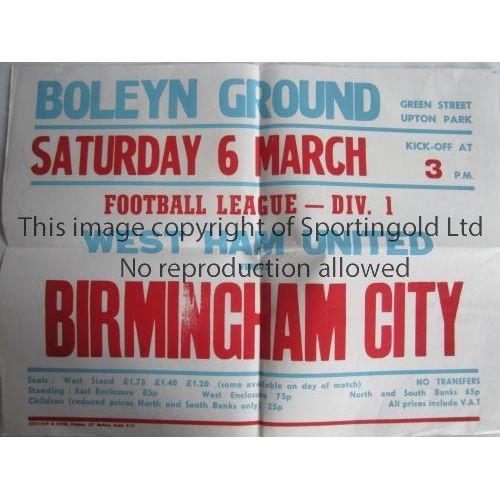 BOLEYN GROUND
GREEN STREET
UPTON PARK
SATURDAY 6 MARCH
KICK-OFF AT
3 P.M.
FOOTBALL LEAGUE — DIV. 1
This image copyright of Sportingold Ltd
WEST HAM UNITED
No reproduction allowed
BIRMINGHAM CITY
Seats : West Stand £1.75 £1.40 £1.20 (some available on day of match) NO TRANSFERS
Standing : East Enclosure 85p West Enclosure 75p North and South Banks 65p
Children (reduced prices North and South Banks only) 25p All prices include V.A.T